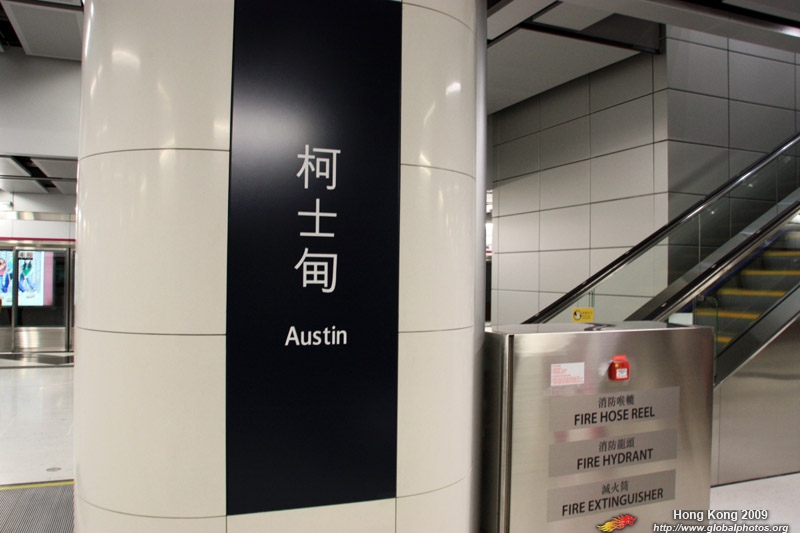 柯士甸
Austin
消防喉轆
FIRE HOSE REEL
消防龍頭
FIRE HYDRANT
滅火筒
FIRE EXTINGUISHER
Hong Kong 2009
http://www.globalphotos.org